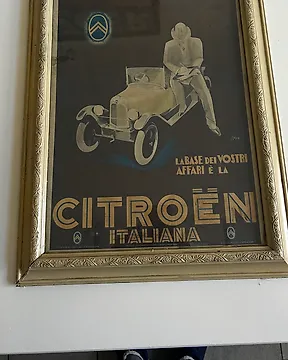 LA BASE DEI VOSTRI
AFFARI È LA
CITROËN
ITALIANA